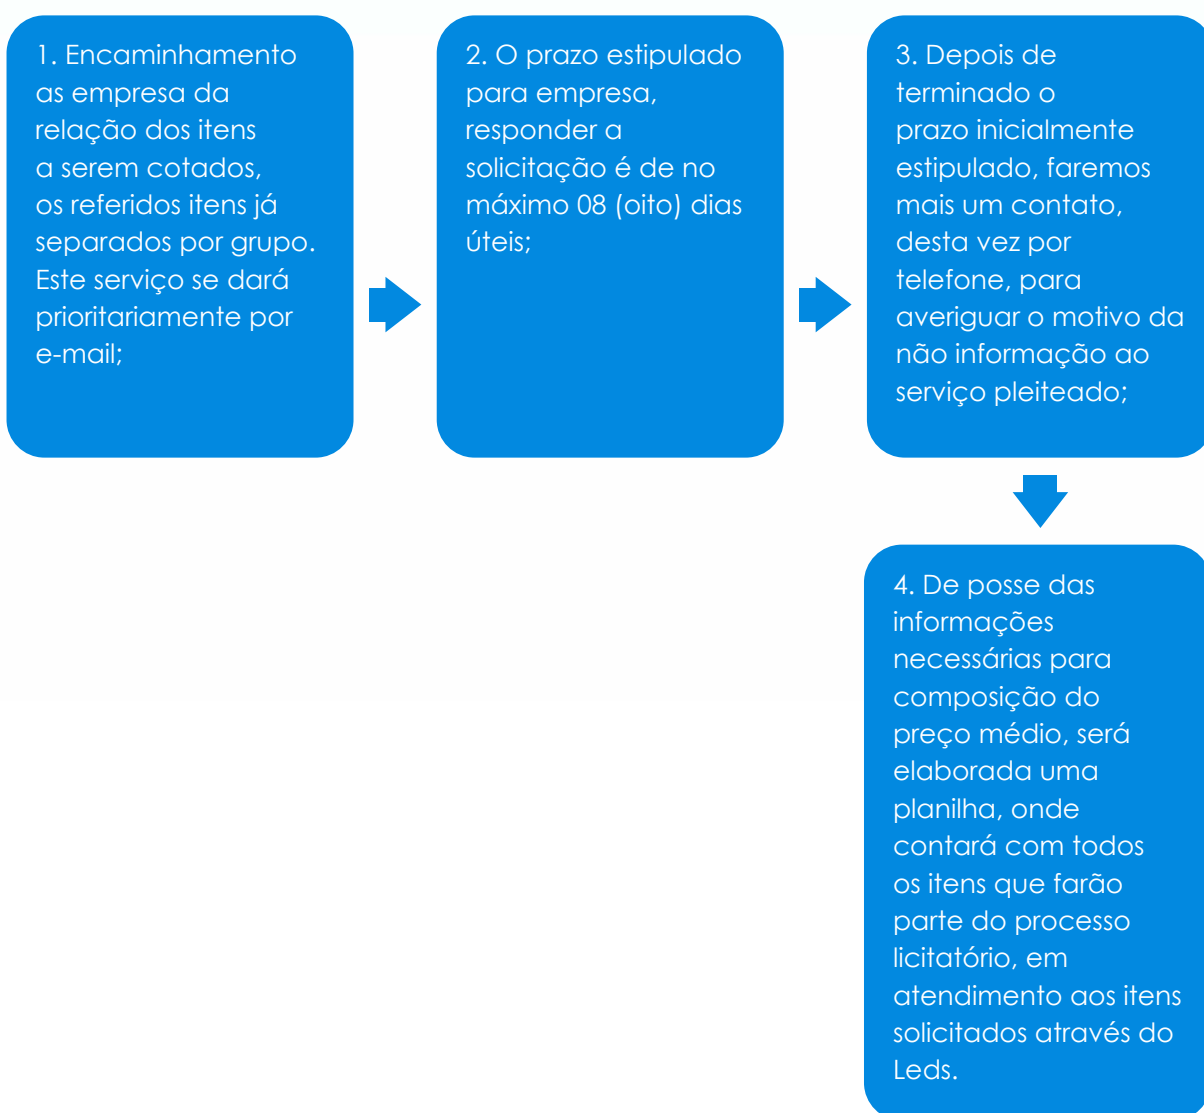 1. Encaminhamento
as empresa da
relação dos itens
a serem cotados,
os referidos itens já
separados por grupo.
Este serviço se dará
prioritariamente por
e-mail;
2. O prazo estipulado
para empresa,
responder a
solicitação é de no
máximo 08 (oito) dias
úteis;
3. Depois de
terminado o
prazo inicialmente
estipulado, faremos
mais um contato,
desta vez por
telefone, para
averiguar o motivo da
não informação ao
serviço pleiteado;
4. De posse das
informações
necessárias para
composição do
preço médio, será
elaborada uma
planilha, onde
contará com todos
os itens que farão
parte do processo
licitatório, em
atendimento aos itens
solicitados através do
Leds.